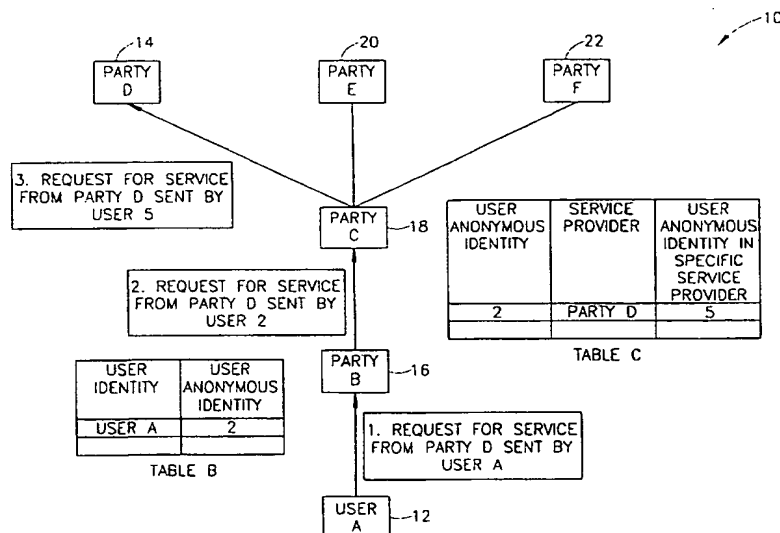 10
14
20
22
PARTY
D
PARTY
E
PARTY
F
3. REQUEST FOR SERVICE
FROM PARTY D SENT BY
USER 5
PARTY
C
18
USER
ANONYMOUS
IDENTITY
SERVICE
PROVIDER
USER
ANONYMOUS
IDENTITY IN
SPECIFIC
SERVICE
PROVIDER
2
PARTY D
5
TABLE C
2. REQUEST FOR SERVICE
FROM PARTY D SENT BY
USER 2
PARTY
B
16
USER
IDENTITY
USER
ANONYMOUS
IDENTITY
USER A
2
TABLE B
1. REQUEST FOR SERVICE
FROM PARTY D SENT BY
USER A
USER
A
12